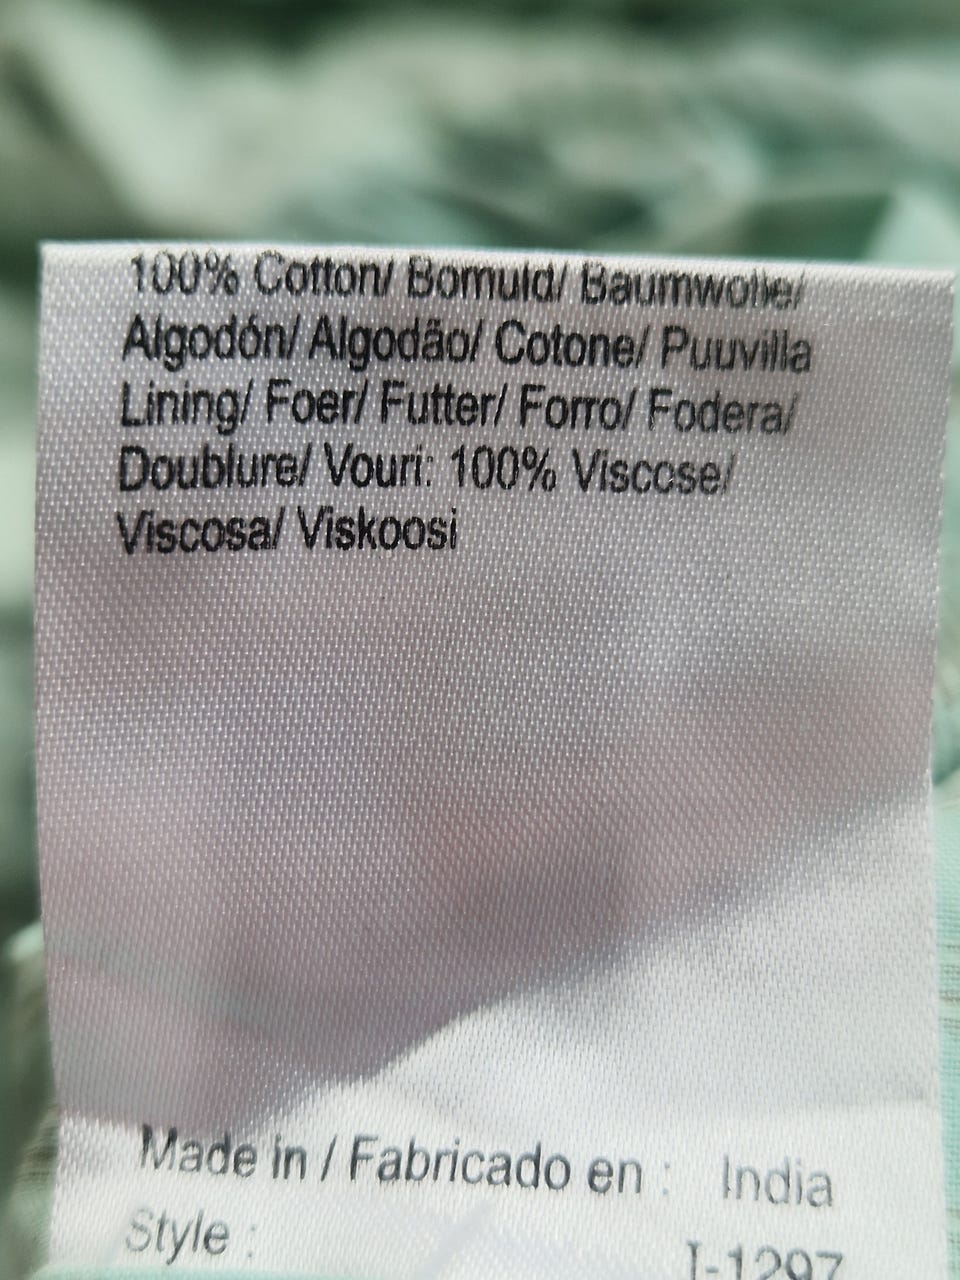 100% Cotton/ Bomuld/ Baumwolle/
Algodón/ Algodão/ Cotone/ Puuvilla
Lining/ Foer/ Futter/ Forro/ Fodera/
Doublure/ Vouri: 100% Viscose/
Viscosa/ Viskoosi
Made in / Fabricado en : India
Style : I-1297